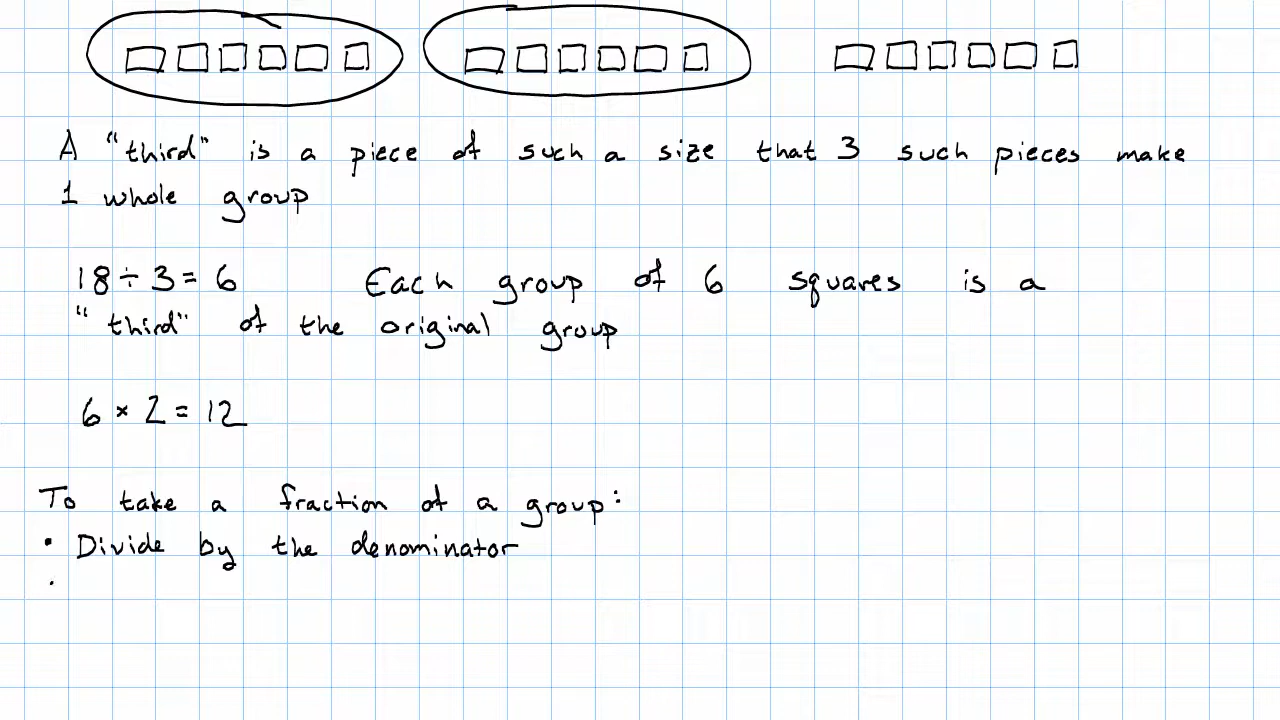 A "third" is a piece of such a size that 3 such pieces make
1 whole group
18 ÷ 3 = 6 Each group of 6 squares is a
"third" of the original group
6 × 2 = 12
To take a fraction of a group:
• Divide by the denominator
•